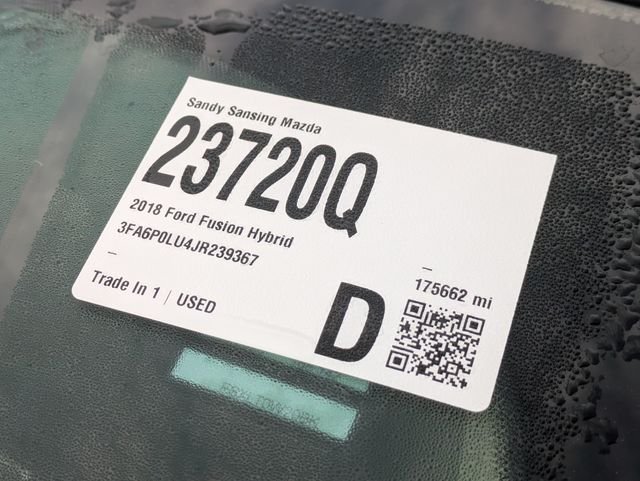 Sandy Sansing Mazda
23720Q
2018 Ford Fusion Hybrid
3FA6P0LU4JR239367
–
–
175662 mi
Trade In 1 | USED
D